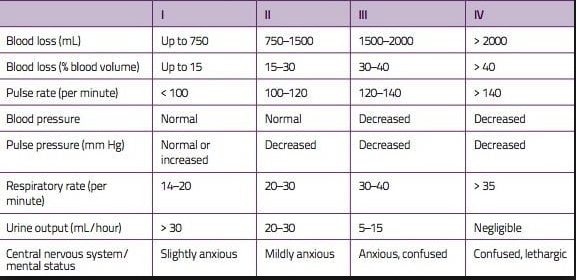 I II III IV
Blood loss (mL) Up to 750 750–1500 1500–2000 > 2000
Blood loss (% blood volume) Up to 15 15–30 30–40 > 40
Pulse rate (per minute) < 100 100–120 120–140 > 140
Blood pressure Normal Normal Decreased Decreased
Pulse pressure (mm Hg) Normal or Decreased Decreased Decreased
increased
Respiratory rate (per 14–20 20–30 30–40 > 35
minute)
Urine output (mL/hour) > 30 20–30 5–15 Negligible
Central nervous system/ Slightly anxious Mildly anxious Anxious, confused Confused, lethargic
mental status